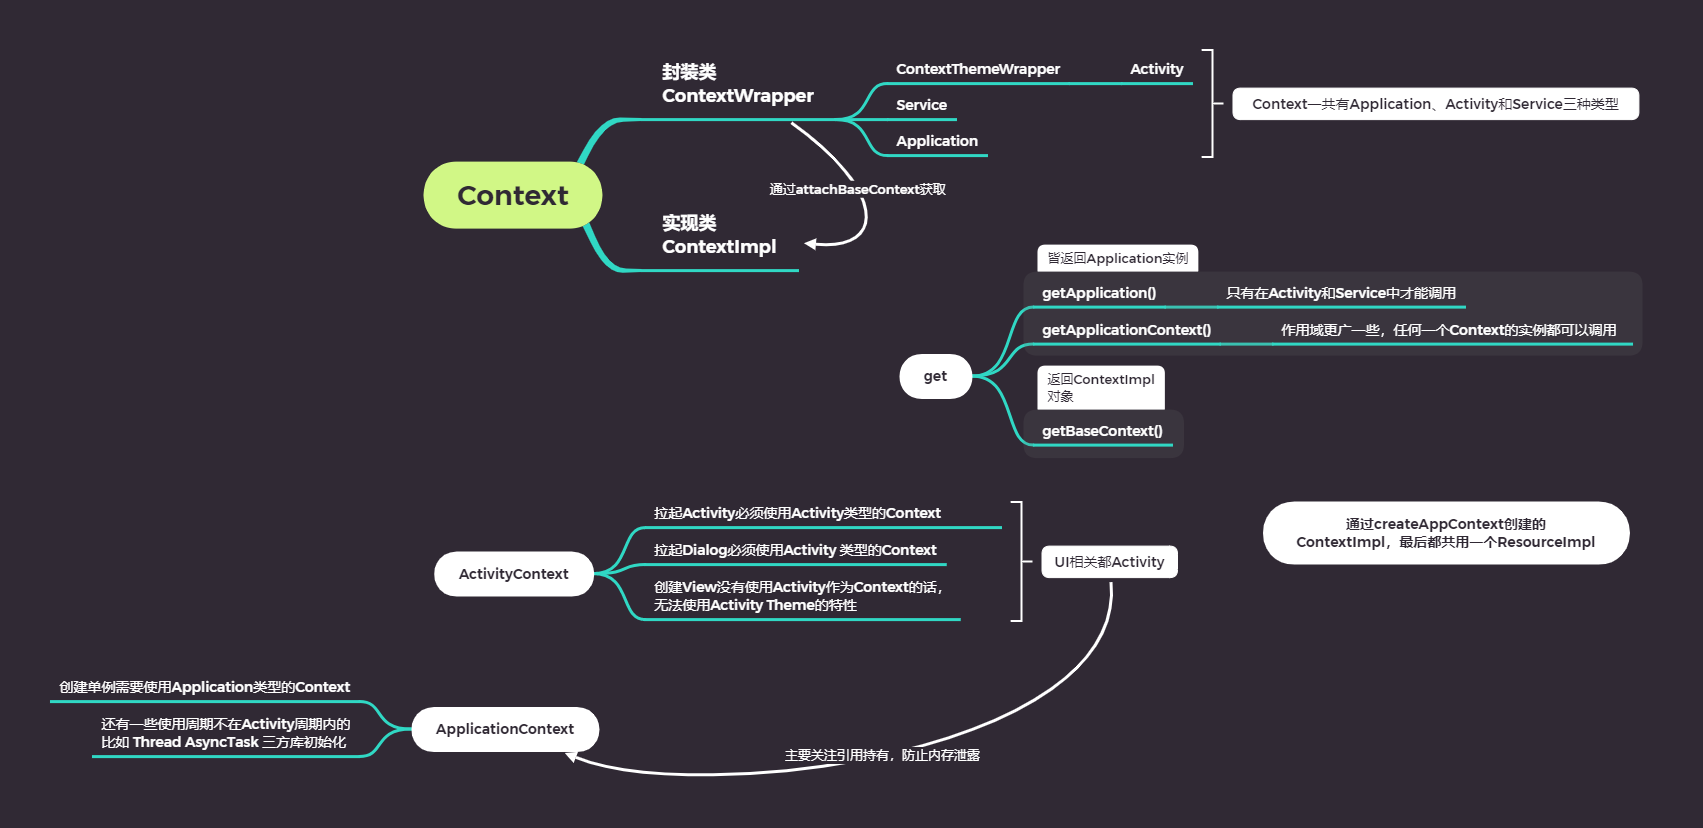 封装类
ContextWrapper
ContextThemeWrapper
Activity
Service
Application
Context一共有Application、Activity和Service三种类型
Context
通过attachBaseContext获取
实现类
ContextImpl
皆返回Application实例
getApplication()
只有在Activity和Service中才能调用
getApplicationContext()
作用域更广一些，任何一个Context的实例都可以调用
get
返回ContextImpl
对象
getBaseContext()
拉起Activity必须使用Activity类型的Context
拉起Dialog必须使用Activity 类型的Context
创建View没有使用Activity作为Context的话，
无法使用Activity Theme的特性
ActivityContext
UI相关都Activity
通过createAppContext创建的
ContextImpl，最后都共用一个ResourceImpl
创建单例需要使用Application类型的Context
还有一些使用周期不在Activity周期内的
比如 Thread AsyncTask 三方库初始化
ApplicationContext
主要关注引用持有，防止内存泄露